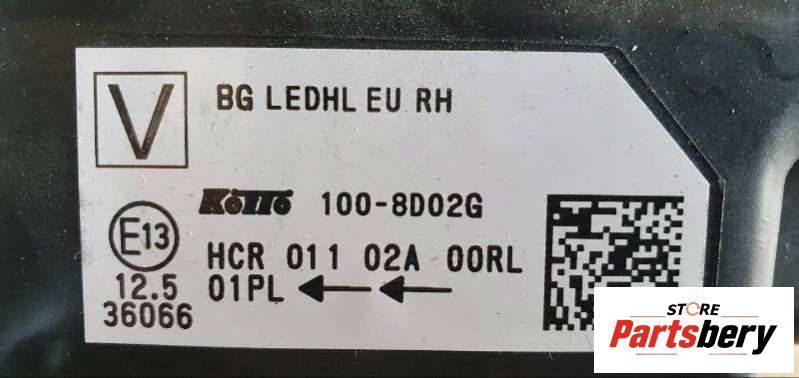 V
BG LEDHL EU RH
KOITO 100-8D02G
E13
HCR 011 02A 00RL
12.5
01PL
36066
STORE
Partsbery